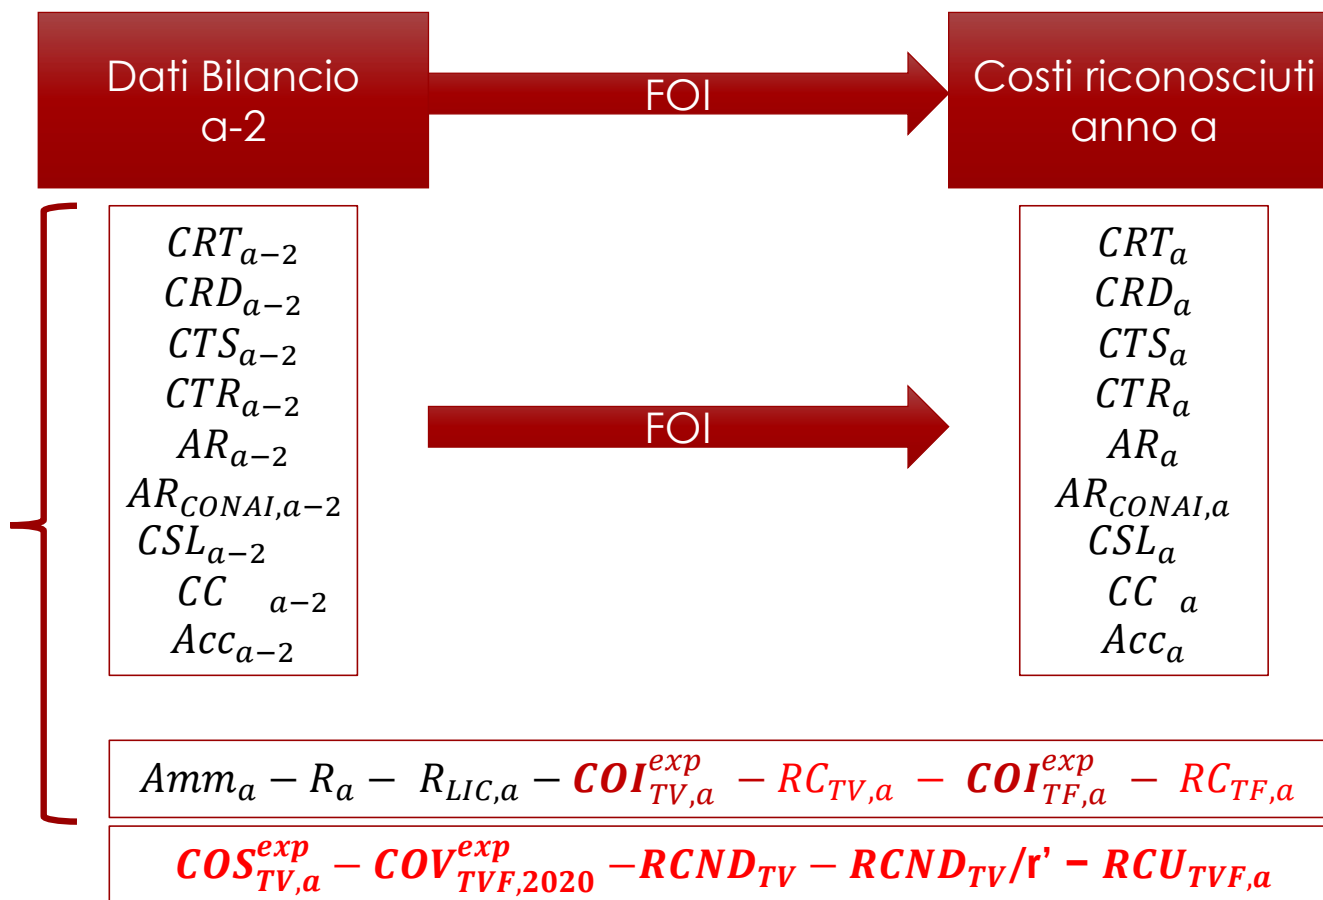 Dati Bilancio
a-2
FOI
Costi riconosciuti
anno a
CRT_{a-2}
CRD_{a-2}
CTS_{a-2}
CTR_{a-2}
AR_{a-2}
AR_{CONAI,a-2}
CSL_{a-2}
CC_{a-2}
Acc_{a-2}
FOI
CRT_a
CRD_a
CTS_a
CTR_a
AR_a
AR_{CONAI,a}
CSL_a
CC_a
Acc_a
Amm_a − R_a − R_{LIC,a} − COI^{exp}_{TV,a} − RC_{TV,a} − COI^{exp}_{TF,a} − RC_{TF,a}
COS^{exp}_{TV,a} − COV^{exp}_{TVF,2020} −RCND_{TV} − RCND_{TV}/r’ − RCU_{TVF,a}